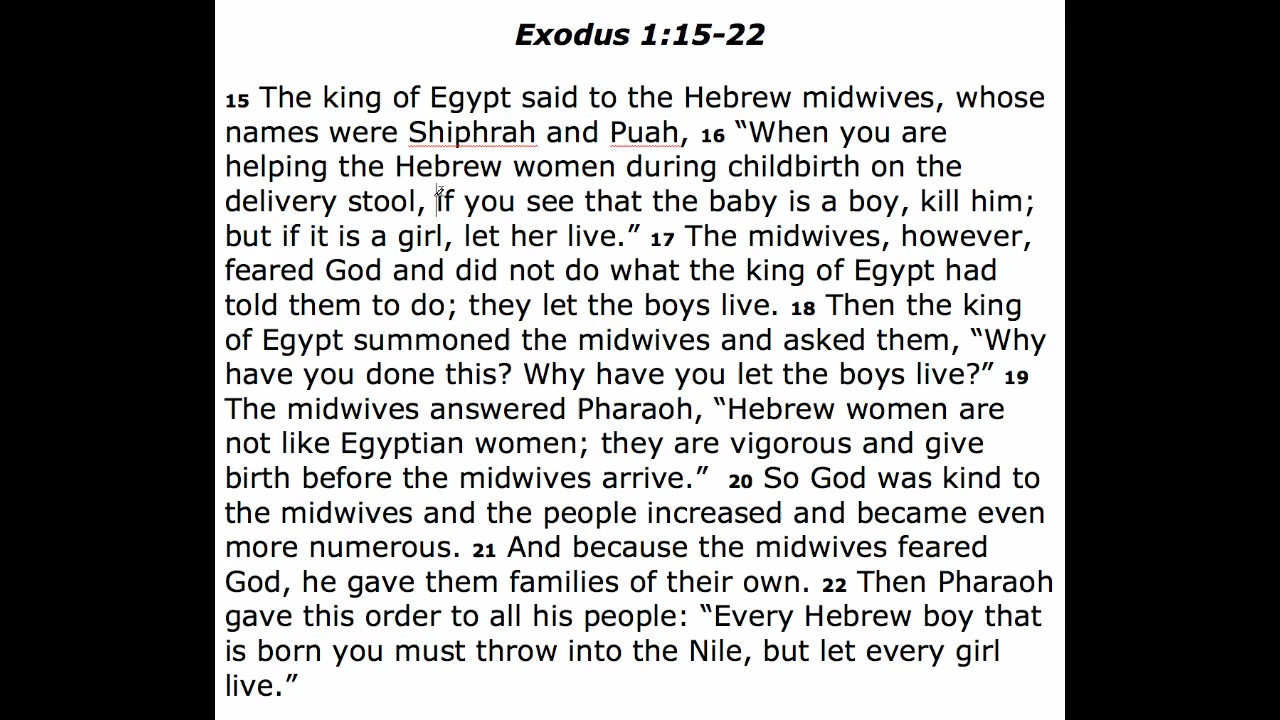 Exodus 1:15-22
15 The king of Egypt said to the Hebrew midwives, whose
names were Shiphrah and Puah, 16 “When you are
helping the Hebrew women during childbirth on the
delivery stool, if you see that the baby is a boy, kill him;
but if it is a girl, let her live.” 17 The midwives, however,
feared God and did not do what the king of Egypt had
told them to do; they let the boys live. 18 Then the king
of Egypt summoned the midwives and asked them, “Why
have you done this? Why have you let the boys live?” 19
The midwives answered Pharaoh, “Hebrew women are
not like Egyptian women; they are vigorous and give
birth before the midwives arrive.” 20 So God was kind to
the midwives and the people increased and became even
more numerous. 21 And because the midwives feared
God, he gave them families of their own. 22 Then Pharaoh
gave this order to all his people: “Every Hebrew boy that
is born you must throw into the Nile, but let every girl
live.”